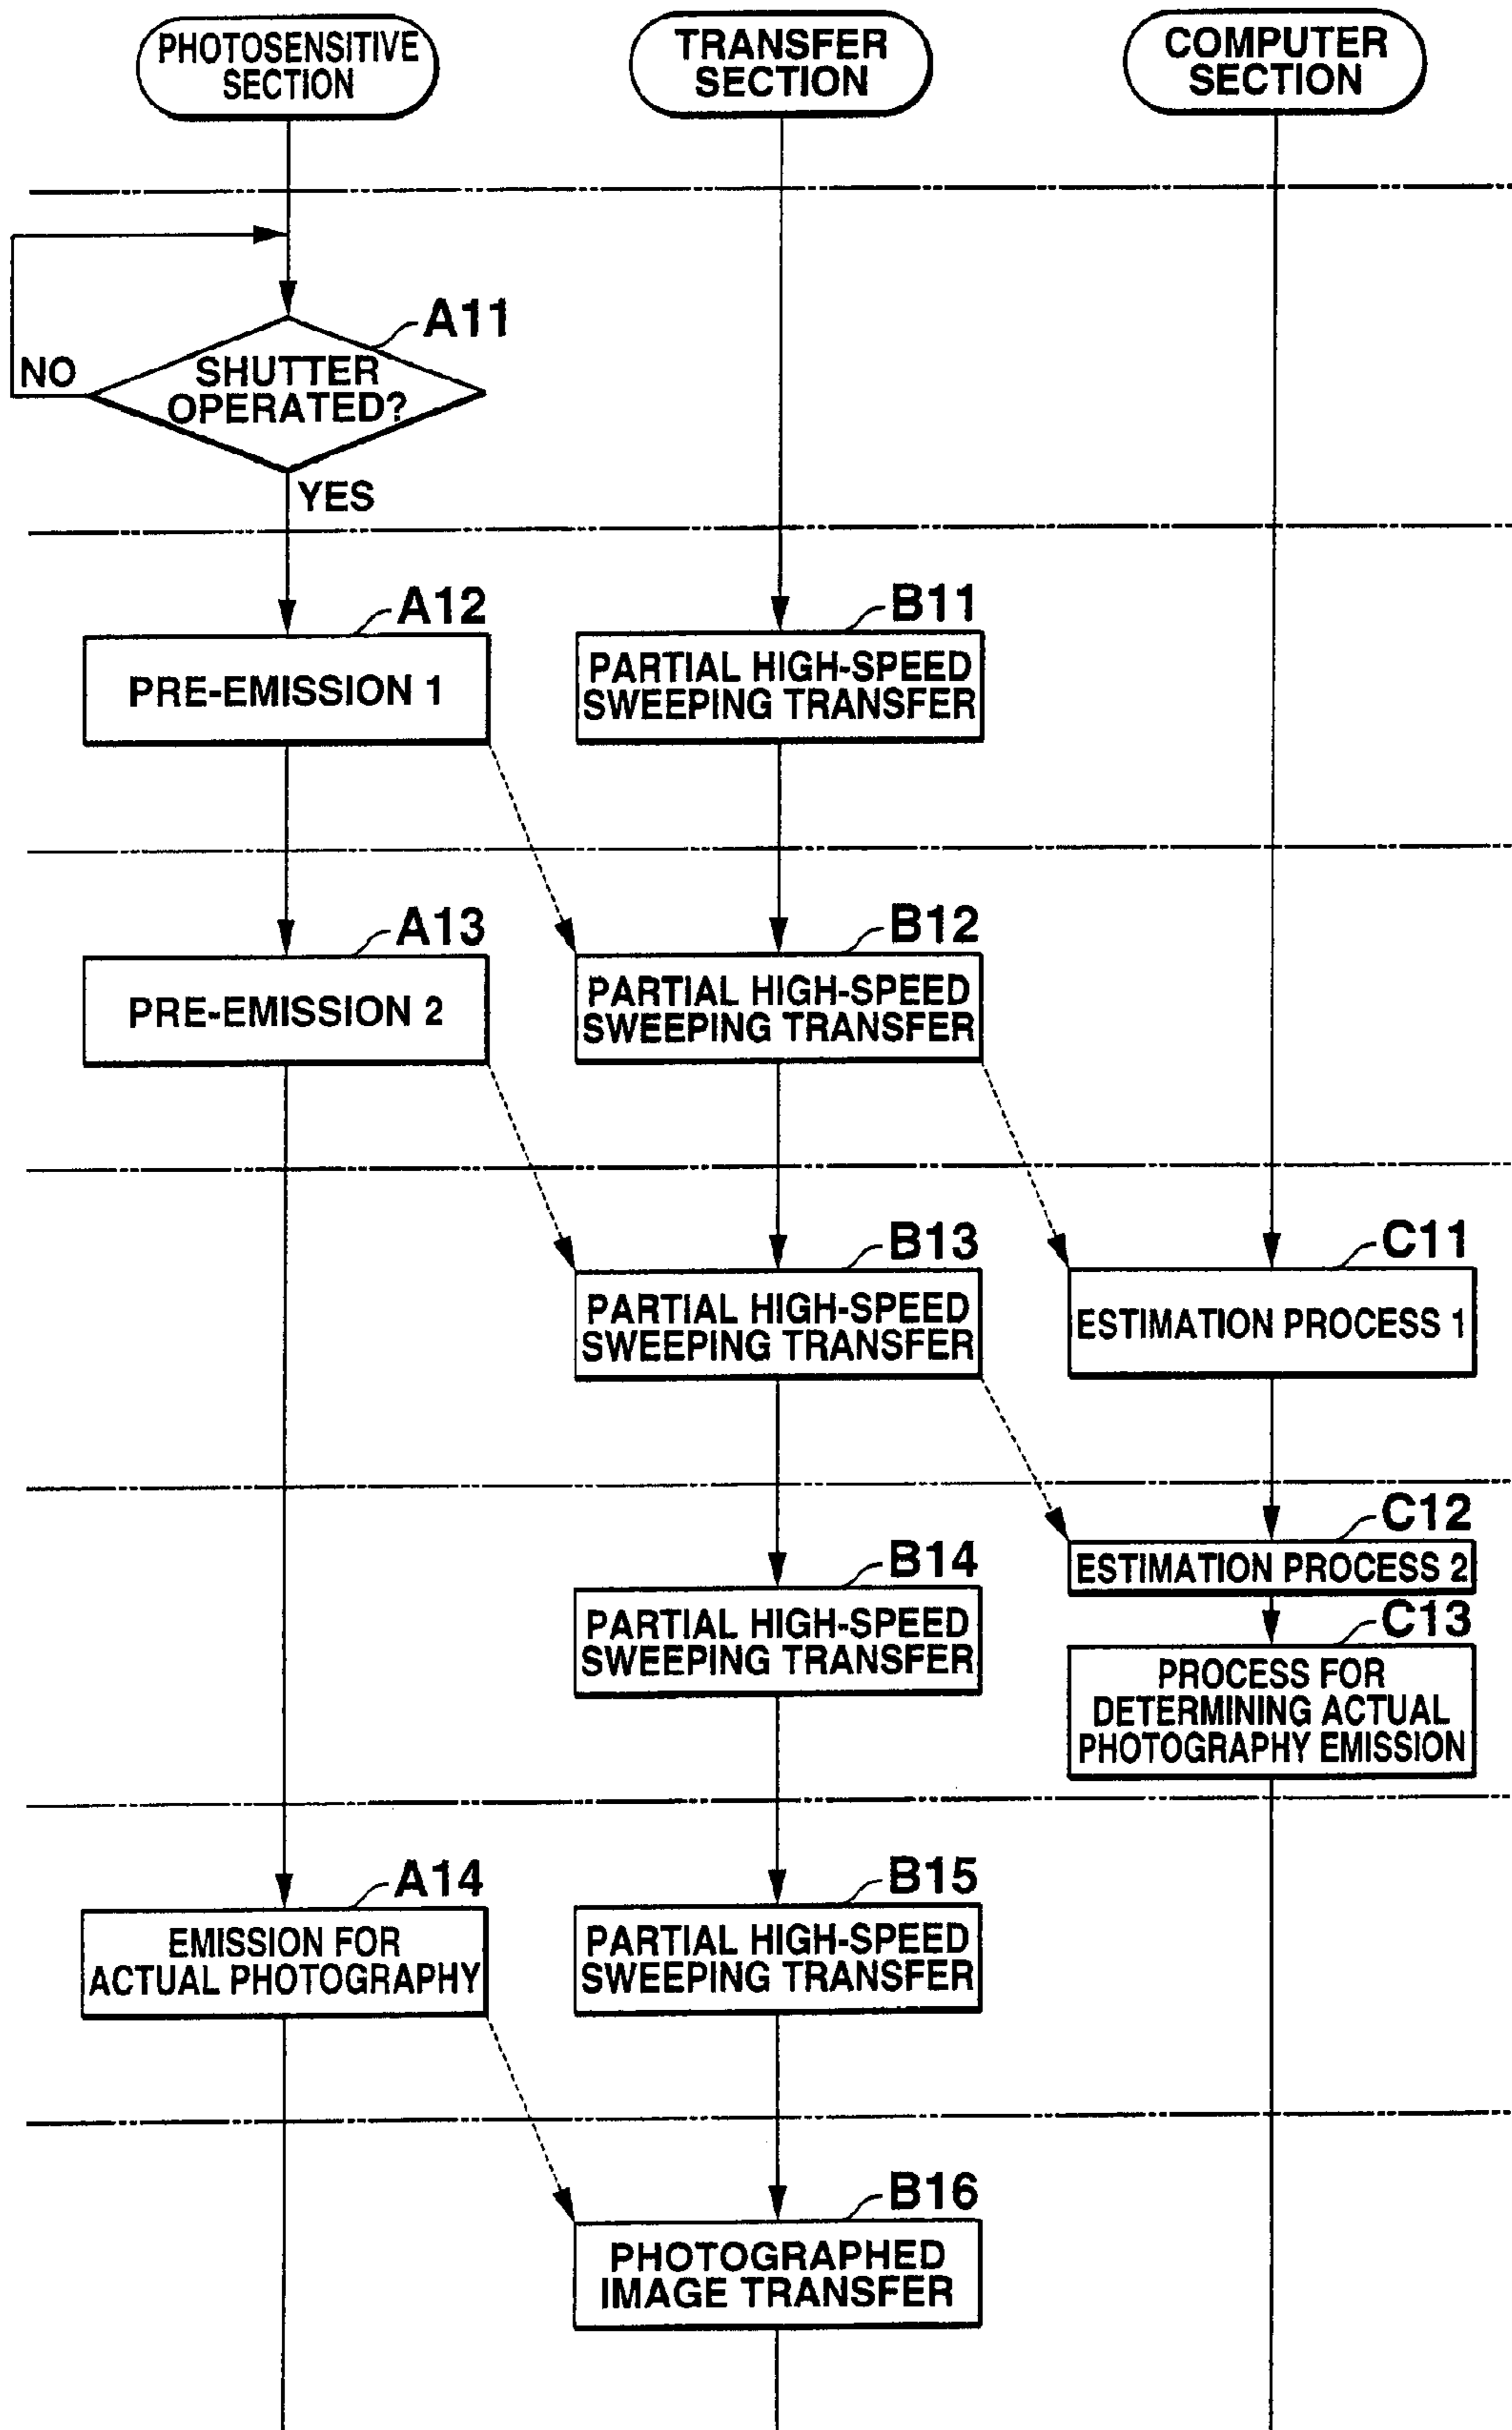 PHOTOSENSITIVE
SECTION
TRANSFER
SECTION
COMPUTER
SECTION
A11
NO
SHUTTER
OPERATED?
YES
A12
PRE-EMISSION 1
B11
PARTIAL HIGH-SPEED
SWEEPING TRANSFER
A13
PRE-EMISSION 2
B12
PARTIAL HIGH-SPEED
SWEEPING TRANSFER
B13
PARTIAL HIGH-SPEED
SWEEPING TRANSFER
C11
ESTIMATION PROCESS 1
C12
ESTIMATION PROCESS 2
B14
PARTIAL HIGH-SPEED
SWEEPING TRANSFER
C13
PROCESS FOR
DETERMINING ACTUAL
PHOTOGRAPHY EMISSION
A14
EMISSION FOR
ACTUAL PHOTOGRAPHY
B15
PARTIAL HIGH-SPEED
SWEEPING TRANSFER
B16
PHOTOGRAPHED
IMAGE TRANSFER